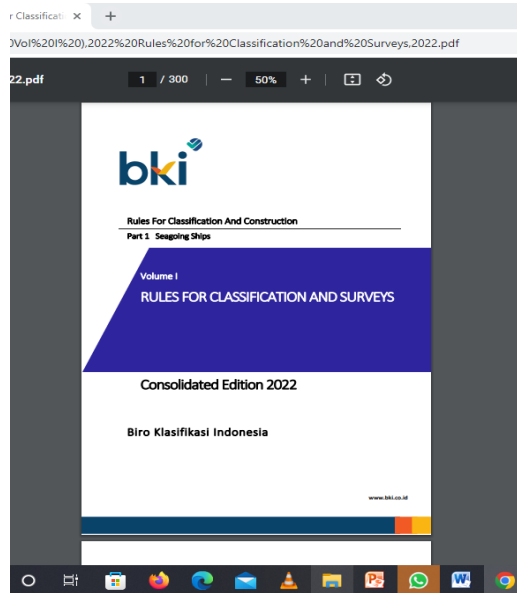 r Classificati × +
0Vol%20I%20),2022%20Rules%20for%20Classification%20and%20Surveys,2022.pdf
22.pdf 1 / 300 | — 50% + |
bki
Rules For Classification And Construction
Part 1 Seagoing Ships
Volume I
RULES FOR CLASSIFICATION AND SURVEYS
Consolidated Edition 2022
Biro Klasifikasi Indonesia
www.bki.co.id